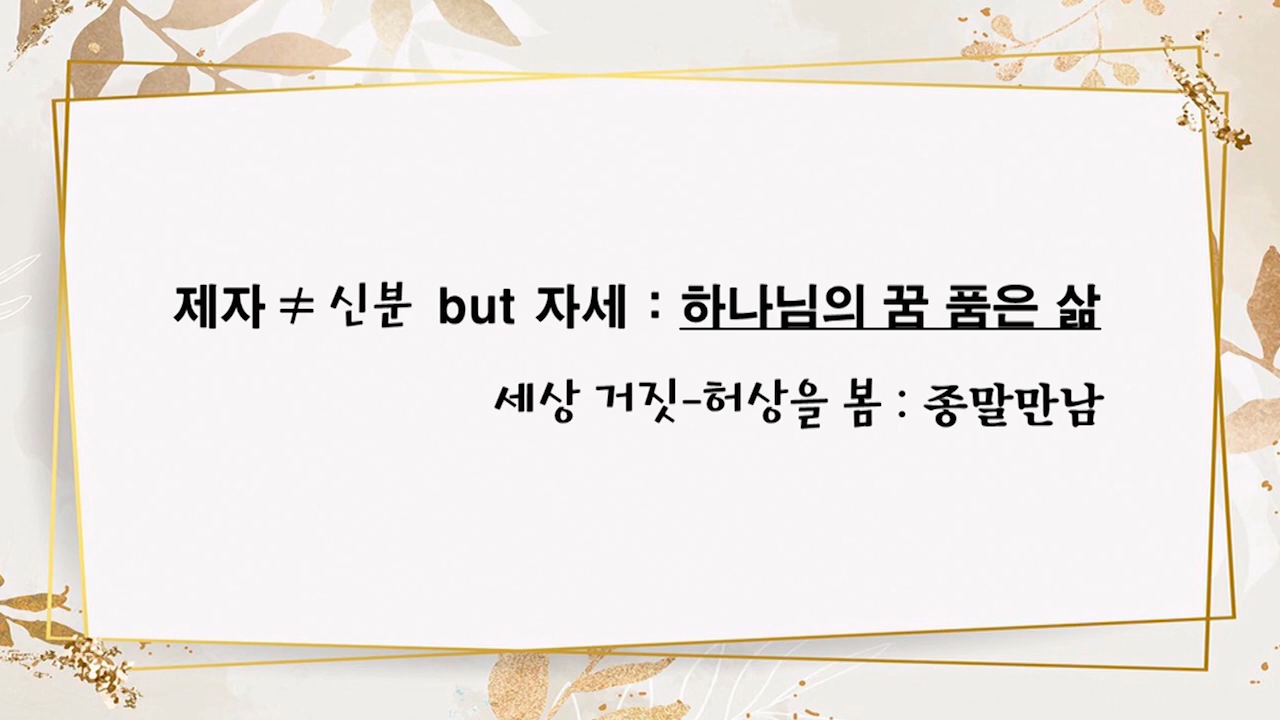 제자 ≠ 신분 but 자세 : 하나님의 꿈 품은 삶
세상 거짓-허상을 봄 : 종말만남